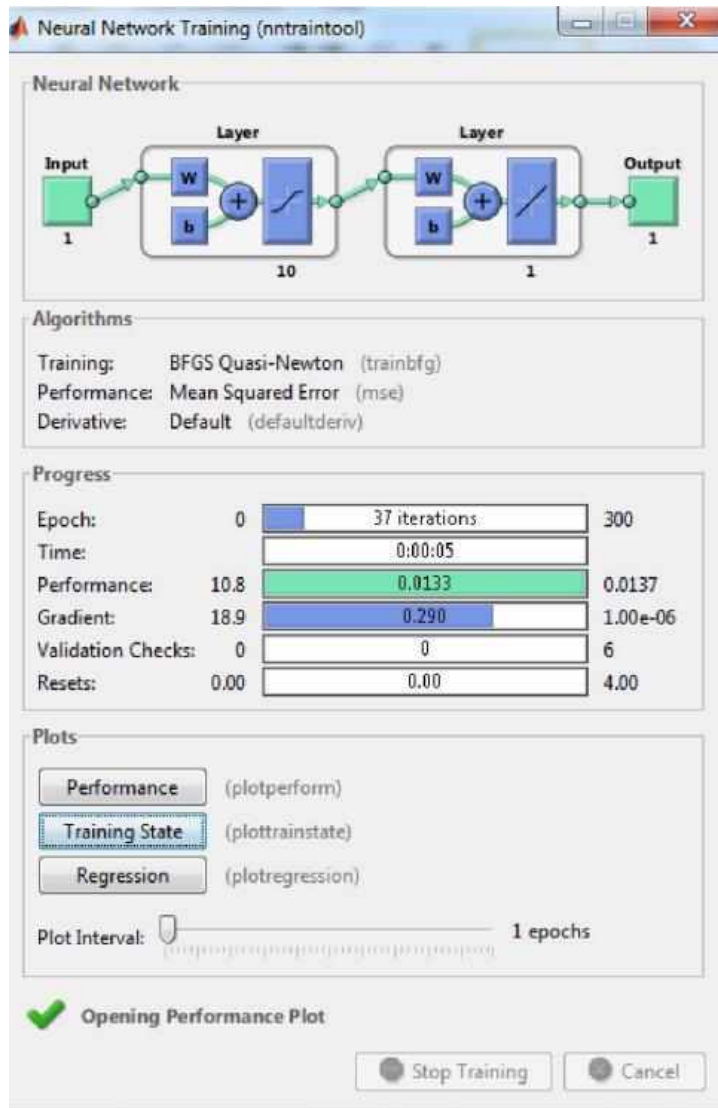 Neural Network Training (nntraintool)
Neural Network
Layer
Layer
Input
Output
W
W
b
b
1
10
1
1
Algorithms
Training: BFGS Quasi-Newton (trainbfg)
Performance: Mean Squared Error (mse)
Derivative: Default (defaultderiv)
Progress
Epoch: 0 37 iterations 300
Time: 0:00:05
Performance: 10.8 0.0133 0.0137
Gradient: 18.9 0.290 1.00e-06
Validation Checks: 0 0 6
Resets: 0.00 0.00 4.00
Plots
Performance (plotperform)
Training State (plottrainstate)
Regression (plotregression)
Plot Interval: 1 epochs
Opening Performance Plot
Stop Training Cancel